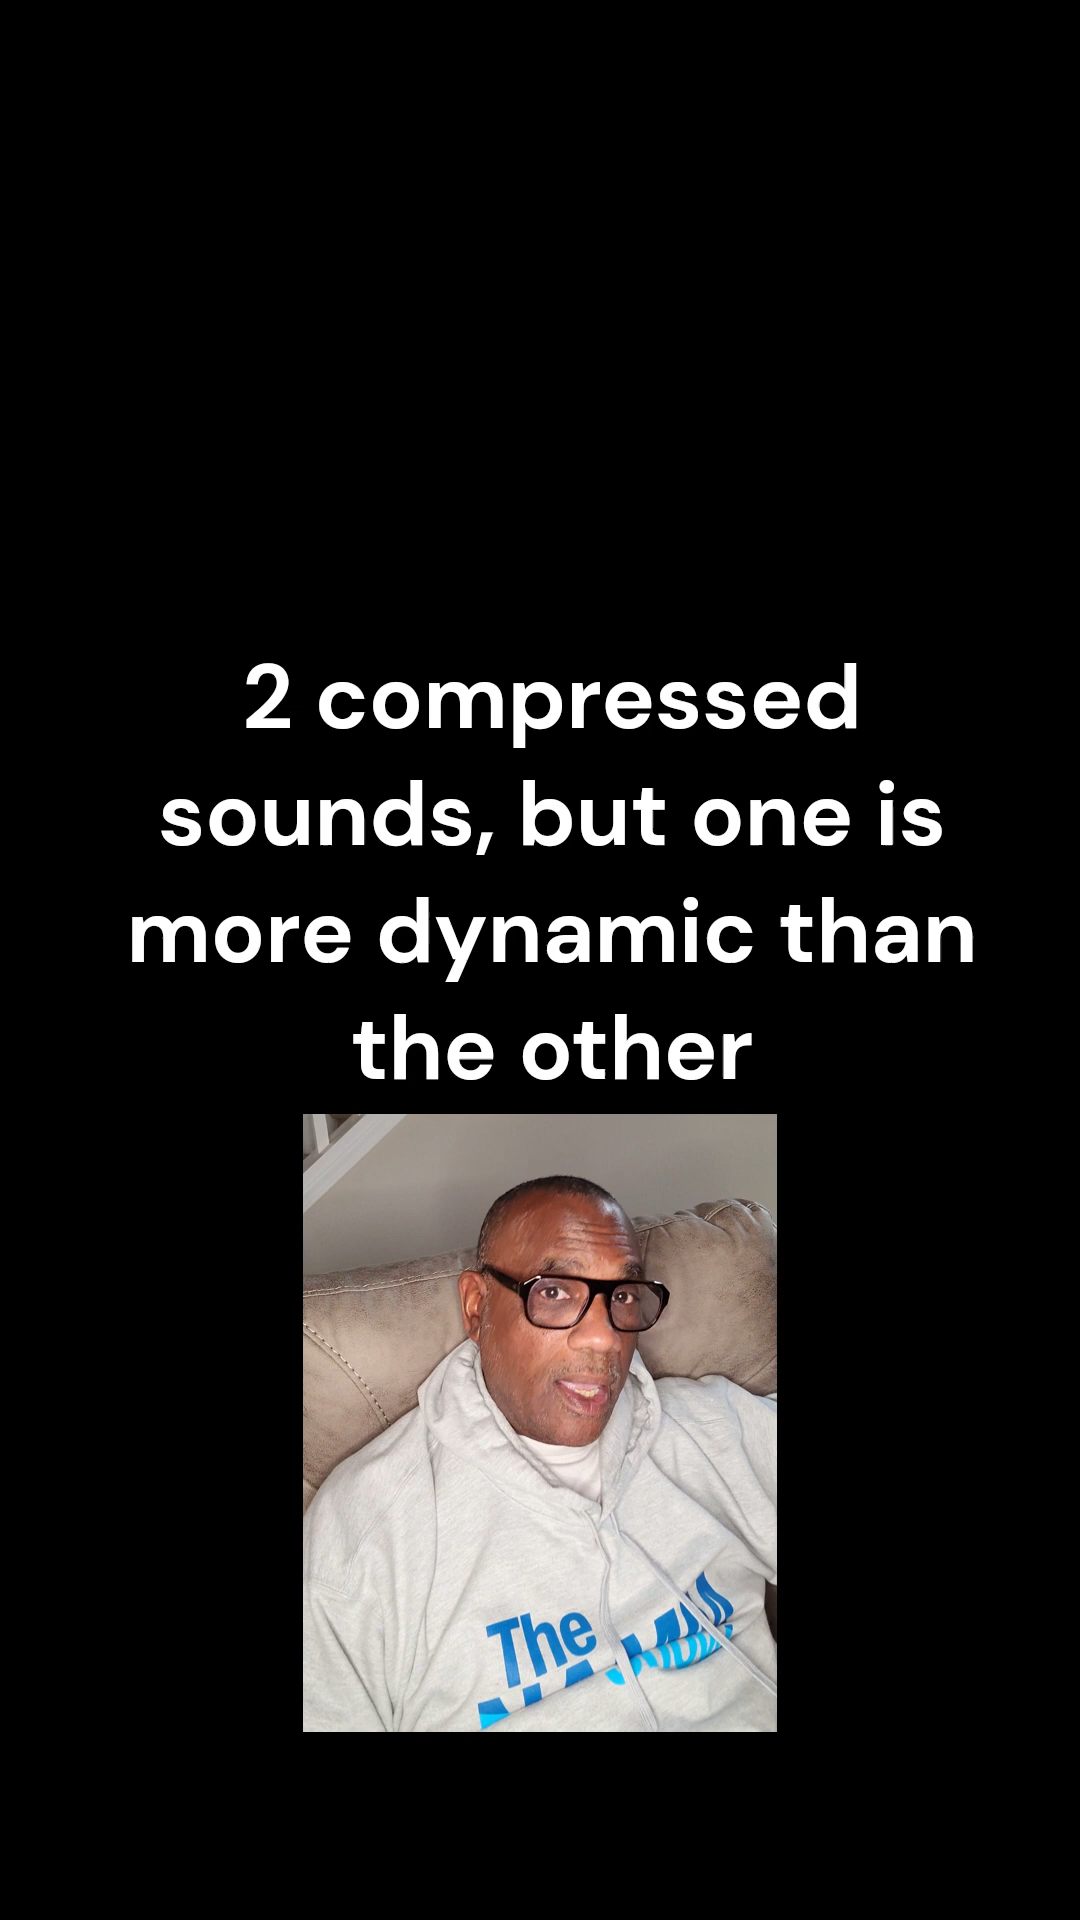 2 compressed
sounds, but one is
more dynamic than
the other
The